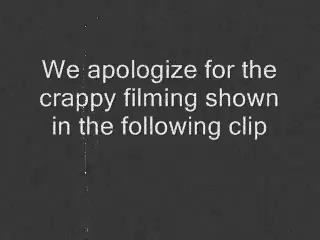 We apologize for the
crappy filming shown
in the following clip